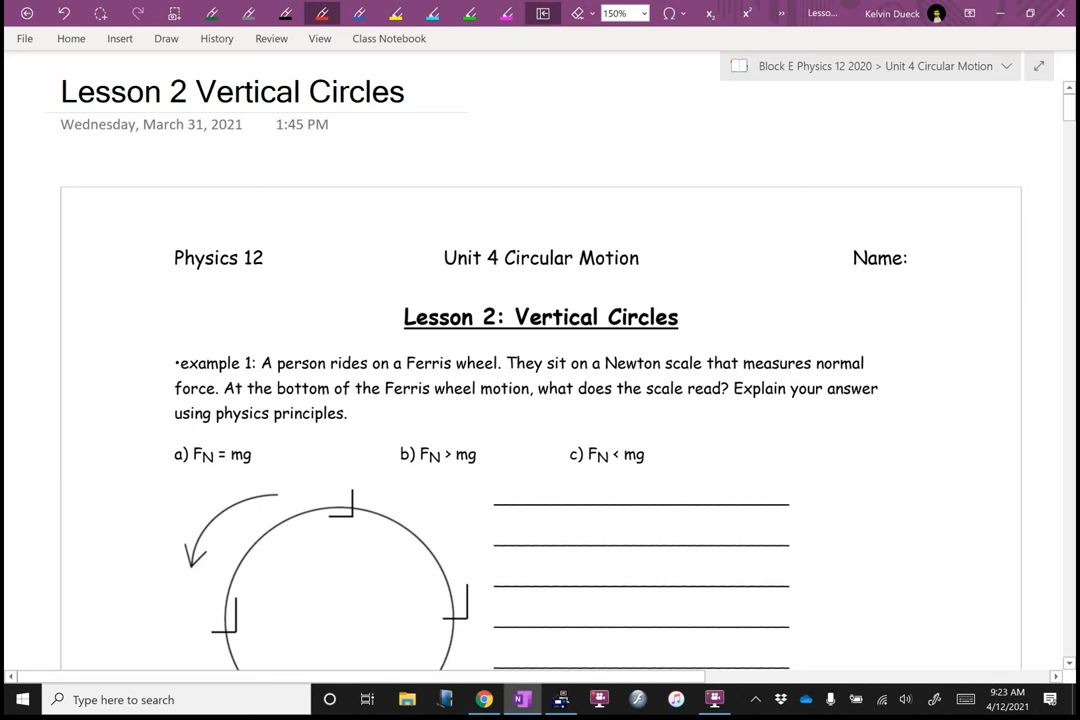 150%
x₂
x²
Lesso...
Kelvin Dueck
File
Home
Insert
Draw
History
Review
View
Class Notebook
Block E Physics 12 2020 > Unit 4 Circular Motion
Lesson 2 Vertical Circles
Wednesday, March 31, 2021
1:45 PM
Physics 12
Unit 4 Circular Motion
Name:
Lesson 2: Vertical Circles
•example 1: A person rides on a Ferris wheel. They sit on a Newton scale that measures normal
force. At the bottom of the Ferris wheel motion, what does the scale read? Explain your answer
using physics principles.
a) FN = mg
b) FN > mg
c) FN < mg
Type here to search
9:23 AM
4/12/2021